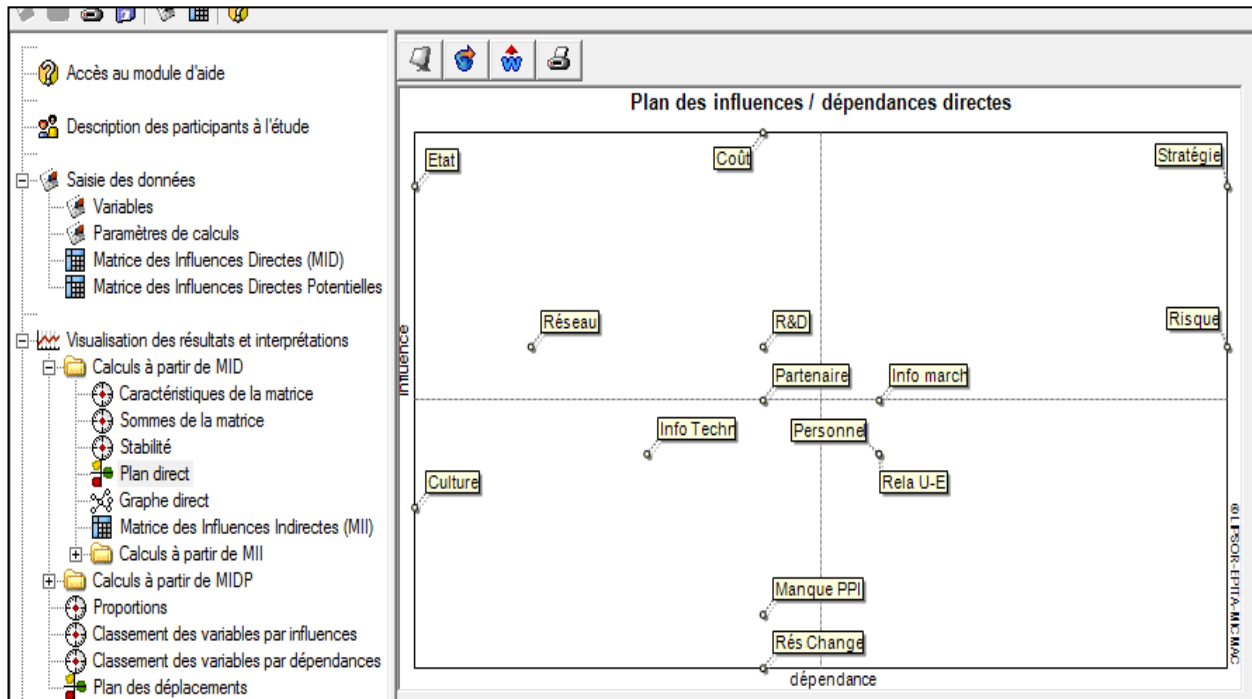 Accès au module d'aide
Description des participants à l'étude
Saisie des données
Variables
Paramètres de calculs
Matrice des Influences Directes (MID)
Matrice des Influences Directes Potentielles
Visualisation des résultats et interprétations
Calculs à partir de MID
Caractéristiques de la matrice
Sommes de la matrice
Stabilité
Plan direct
Graphe direct
Matrice des Influences Indirectes (MII)
Calculs à partir de MII
Calculs à partir de MIDP
Proportions
Classement des variables par influences
Classement des variables par dépendances
Plan des déplacements
Plan des influences / dépendances directes
Etat
Coût
Stratégie
Réseau
R&D
Risque
influence
Partenaire
Info march
Info Techn
Personnel
Culture
Rela U-E
Manque PPI
Rés Change
dépendance
© LIPSOR-EPITA-MICMAC